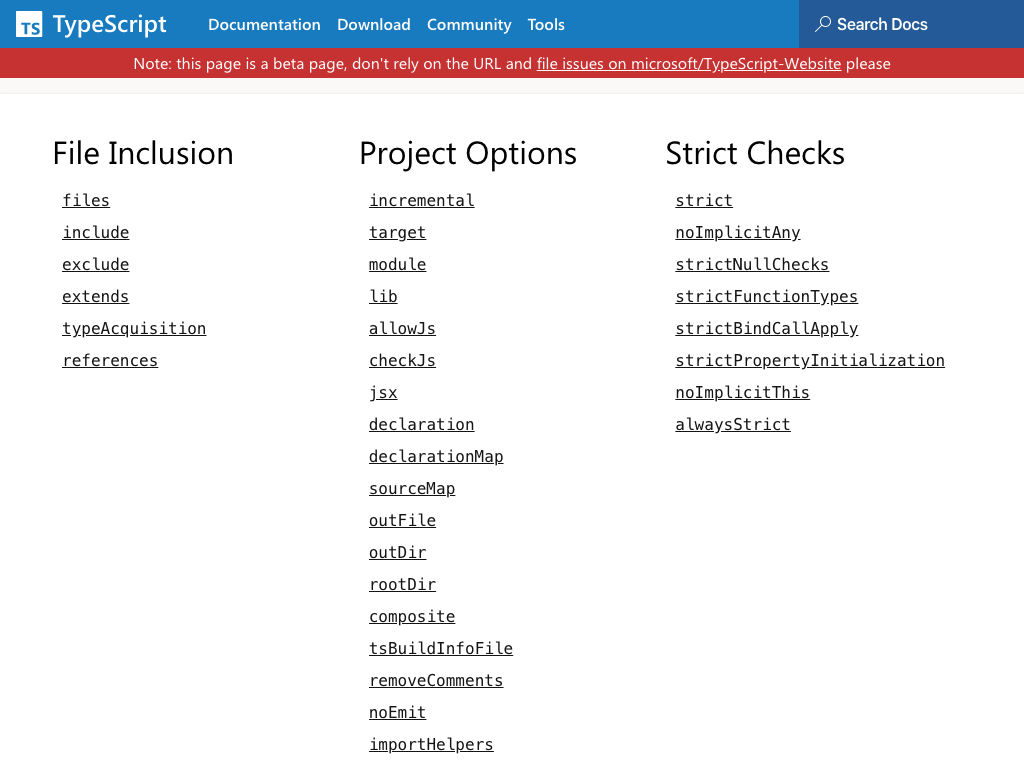 TS TypeScript Documentation Download Community Tools Search Docs
Note: this page is a beta page, don't rely on the URL and file issues on microsoft/TypeScript-Website please
File Inclusion
files
include
exclude
extends
typeAcquisition
references
Project Options
incremental
target
module
lib
allowJs
checkJs
jsx
declaration
declarationMap
sourceMap
outFile
outDir
rootDir
composite
tsBuildInfoFile
removeComments
noEmit
importHelpers
Strict Checks
strict
noImplicitAny
strictNullChecks
strictFunctionTypes
strictBindCallApply
strictPropertyInitialization
noImplicitThis
alwaysStrict